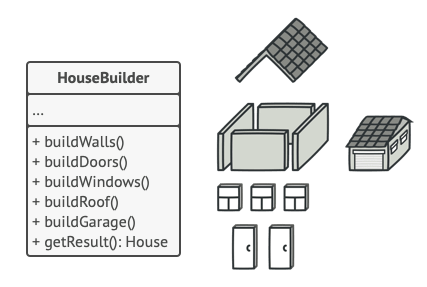 HouseBuilder
...
+ buildWalls()
+ buildDoors()
+ buildWindows()
+ buildRoof()
+ buildGarage()
+ getResult(): House